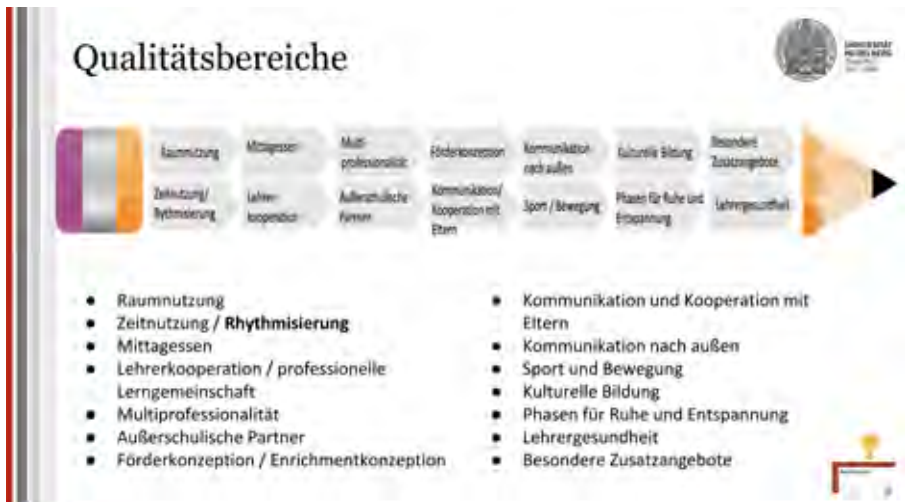 Qualitätsbereiche
UNIVERSITÄT
HEIDELBERG
Raumnutzung
Mittagessen
Multi
professionalität
Förderkonzeption
Kommunikation
nach außen
Kulturelle Bildung
Besondere
Zusatzangebote
Zeitnutzung/
Rythmisierung
Lehrer-
kooperation
Außerschulische
Partner
Kommunikation/
Kooperation mit
Eltern
Sport / Bewegung
Phasen für Ruhe und
Entspannung
Lehrergesundheit
● Raumnutzung
● Zeitnutzung / Rhythmisierung
● Mittagessen
● Lehrerkooperation / professionelle
Lerngemeinschaft
● Multiprofessionalität
● Außerschulische Partner
● Förderkonzeption / Enrichmentkonzeption
● Kommunikation und Kooperation mit
Eltern
● Kommunikation nach außen
● Sport und Bewegung
● Kulturelle Bildung
● Phasen für Ruhe und Entspannung
● Lehrergesundheit
● Besondere Zusatzangebote